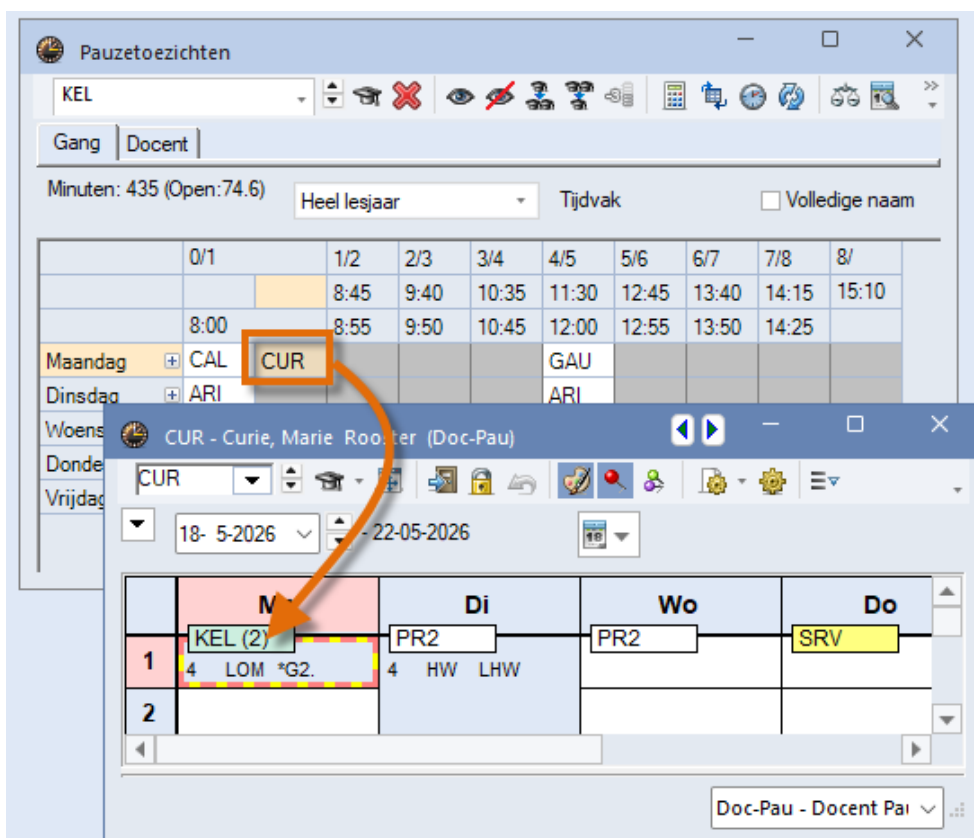 Pauzetoezichten
KEL
Gang Docent
Minuten: 435 (Open:74.6) Heel lesjaar Tijdvak Volledige naam
0/1 1/2 2/3 3/4 4/5 5/6 6/7 7/8 8/
8:45 9:40 10:35 11:30 12:45 13:40 14:15 15:10
8:00 8:55 9:50 10:45 12:00 12:55 13:50 14:25
Maandag CAL CUR GAU
Dinsdag ARI ARI
Woens
Donde
Vrijdag
CUR - Curie, Marie Rooster (Doc-Pau)
CUR
18- 5-2026 - 22-05-2026
Di Wo Do
KEL (2) PR2 PR2 SRV
1 4 LOM *G2. 4 HW LHW
2
Doc-Pau - Docent Pau